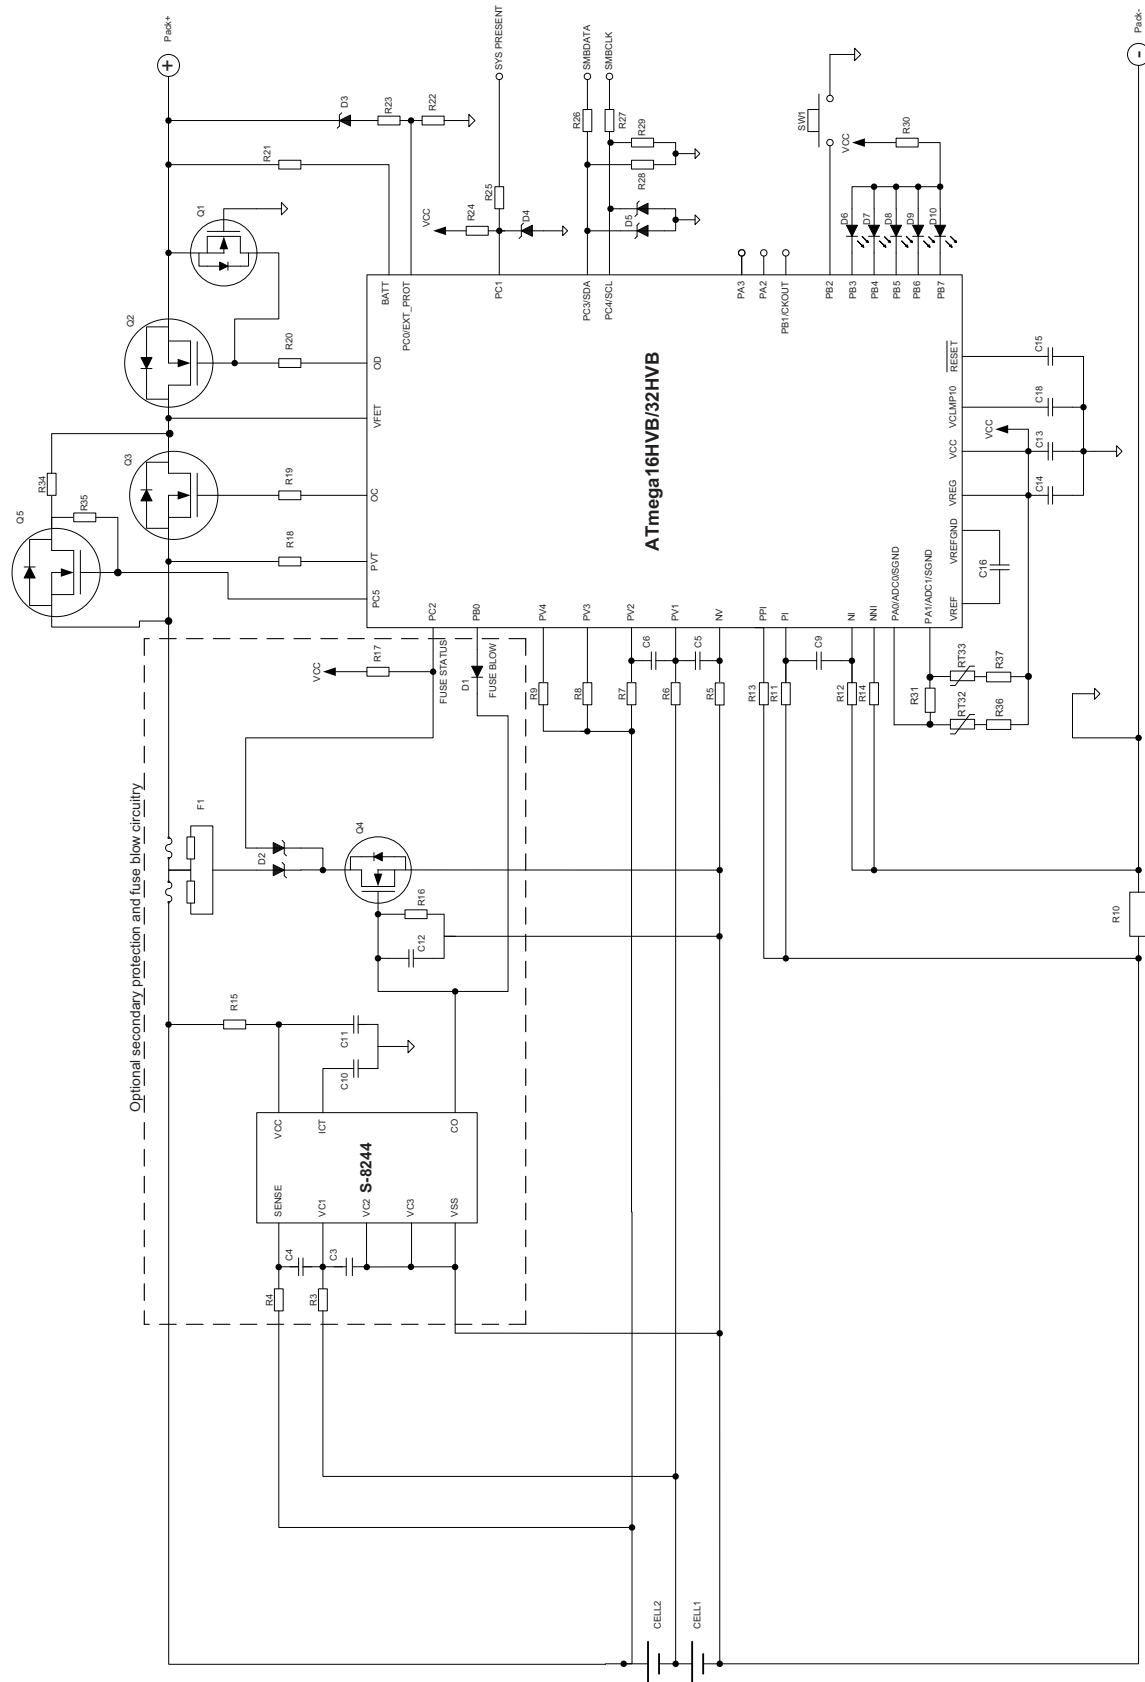 Optional secondary protection and fuse blow circuitry
Pack+
Pack-
SYS PRESENT
SMBDATA
SMBCLK
D3
R23
R22
R21
Q1
Q2
R20
Q3
R19
R18
Q5
R34
R35
VCC
R24
R25
D4
R26
R27
R28
R29
D5
SW1
VCC
R30
D6
D7
D8
D9
D10
ATmega16HVB/32HVB
PC5
PVT
OC
VFET
OD
BATT
PC0/EXT_PROT
PC1
PC3/SDA
PC4/SCL
PA3
PA2
PB1/CKOUT
PB2
PB3
PB4
PB5
PB6
PB7
PC2
PB0
PV4
PV3
PV2
PV1
NV
PPI
PI
NI
NNI
PA0/ADC0/SGND
PA1/ADC1/SGND
VREF
VREFGND
VREG
VCC
VCLMP10
RESET
C16
C14
C13
C18
C15
VCC
VCC
R17
FUSE STATUS
D1
FUSE BLOW
F1
D2
Q4
R16
C12
R15
C11
C10
S-8244
VCC
ICT
CO
SENSE
VC1
VC2
VC3
VSS
C4
C3
R4
R3
R9
R8
R7
R6
R5
C6
C5
R13
R11
R12
R14
C9
R31
RT33
RT32
R37
R36
R10
CELL2
CELL1